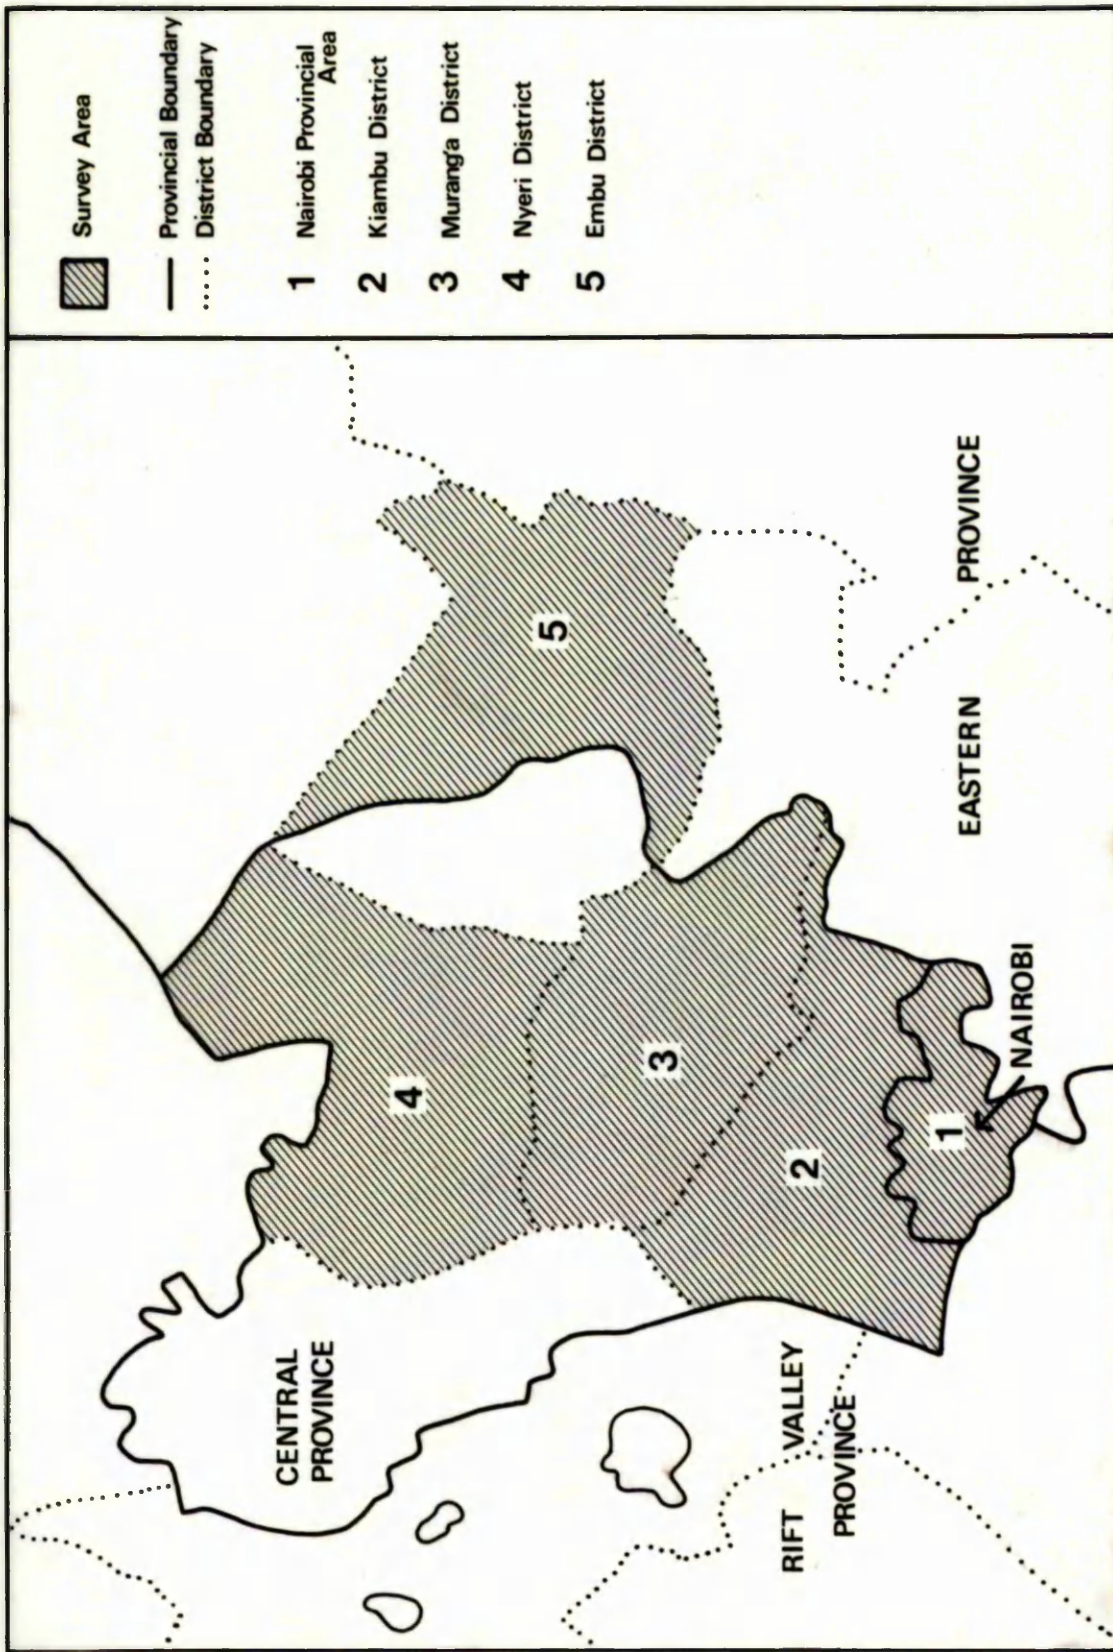 CENTRAL
PROVINCE
4
5
3
2
1
NAIROBI
RIFT VALLEY
PROVINCE
EASTERN PROVINCE
Survey Area
Provincial Boundary
District Boundary
1 Nairobi Provincial
Area
2 Kiambu District
3 Murang'a District
4 Nyeri District
5 Embu District